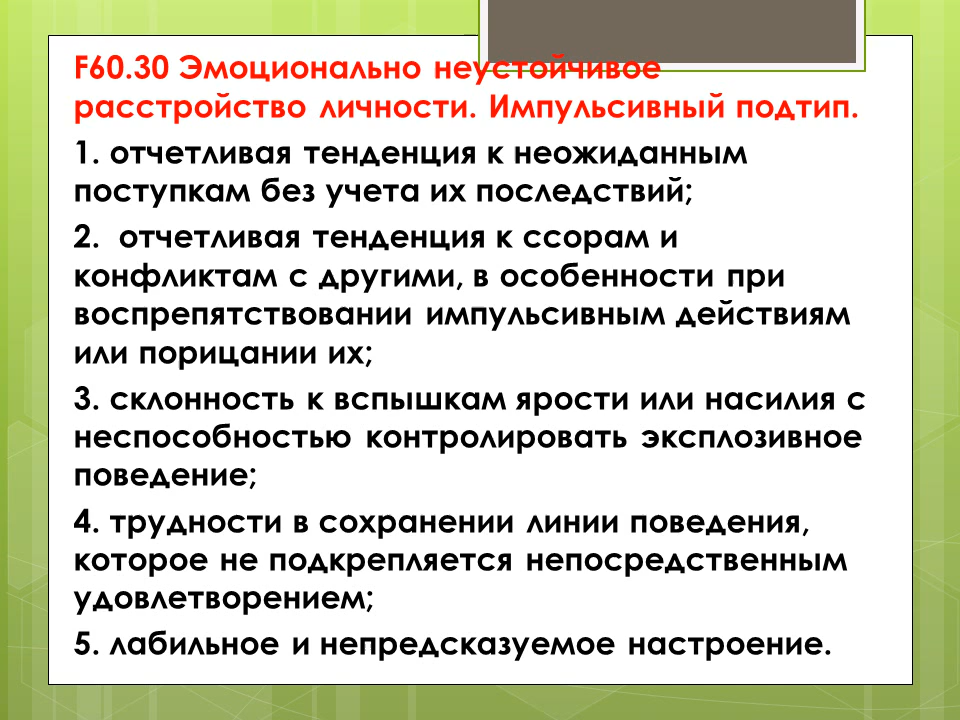 F60.30 Эмоционально неустойчивое
расстройство личности. Импульсивный подтип.
1. отчетливая тенденция к неожиданным
поступкам без учета их последствий;
2.  отчетливая тенденция к ссорам и
конфликтам с другими, в особенности при
воспрепятствовании импульсивным действиям
или порицании их;
3. склонность к вспышкам ярости или насилия с
неспособностью контролировать эксплозивное
поведение;
4. трудности в сохранении линии поведения,
которое не подкрепляется непосредственным
удовлетворением;
5. лабильное и непредсказуемое настроение.